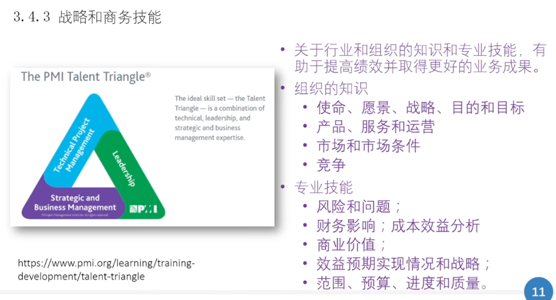 3.4.3 战略和商务技能
The PMI Talent Triangle®
The ideal skill set — the Talent
Triangle — is a combination of
technical, leadership, and
strategic and business
management expertise.
Technical Project
Management
Leadership
Strategic and
Business Management
PMI
https://www.pmi.org/learning/training-
development/talent-triangle
• 关于行业和组织的知识和专业技能，有
助于提高绩效并取得更好的业务成果。
• 组织的知识
• 使命、愿景、战略、目的和目标
• 产品、服务和运营
• 市场和市场条件
• 竞争
• 专业技能
• 风险和问题；
• 财务影响；成本效益分析
• 商业价值；
• 效益预期实现情况和战略；
• 范围、预算、进度和质量。
11